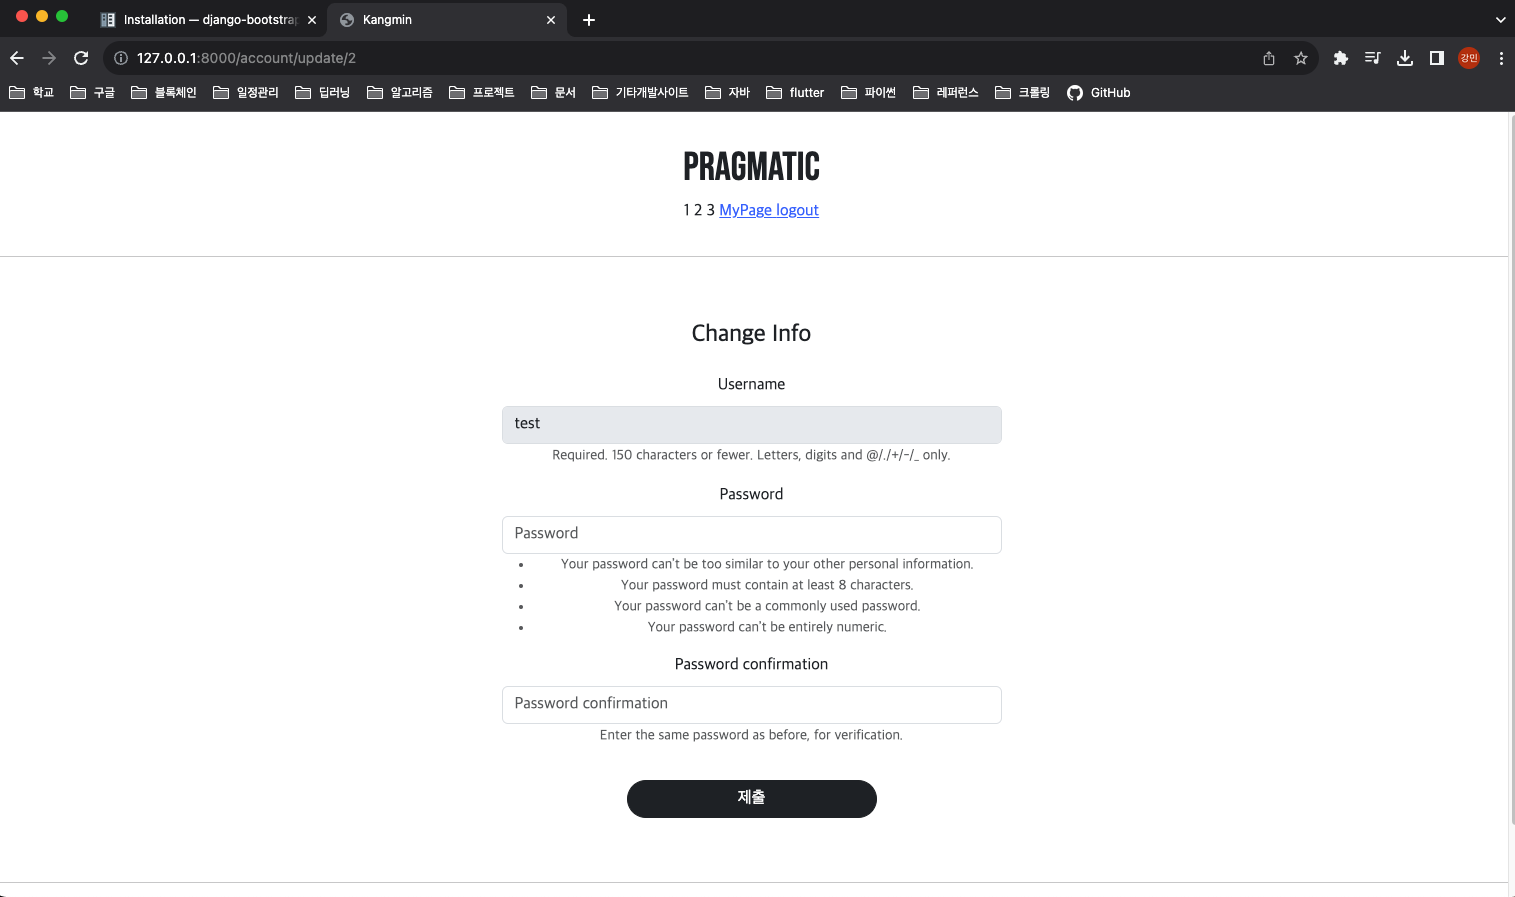 Installation — django-bootstrap
Kangmin
127.0.0.1:8000/account/update/2
강민
학교 구글 블록체인 일정관리 딥러닝 알고리즘 프로젝트 문서 기타개발사이트 자바 flutter 파이썬 레퍼런스 크롤링 GitHub
PRAGMATIC
1 2 3 MyPage logout
Change Info
Username
test
Required. 150 characters or fewer. Letters, digits and @/./+/-/_ only.
Password
Password
• Your password can't be too similar to your other personal information.
• Your password must contain at least 8 characters.
• Your password can't be a commonly used password.
• Your password can't be entirely numeric.
Password confirmation
Password confirmation
Enter the same password as before, for verification.
제출